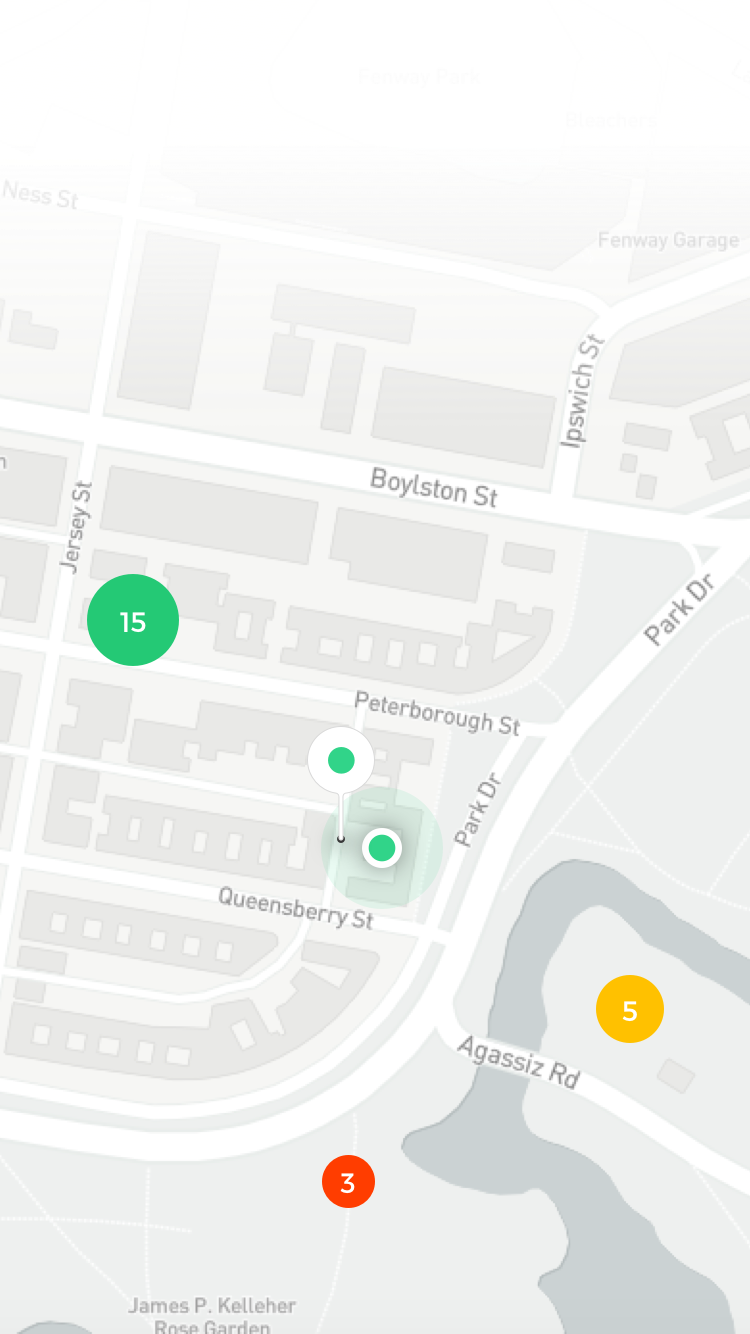 Fenway Park
Bleachers
Ness St
Fenway Garage
Ipswich St
Boylston St
Jersey St
Park Dr
15
Peterborough St
Park Dr
Queensberry St
5
Agassiz Rd
3
James P. Kelleher
Rose Garden